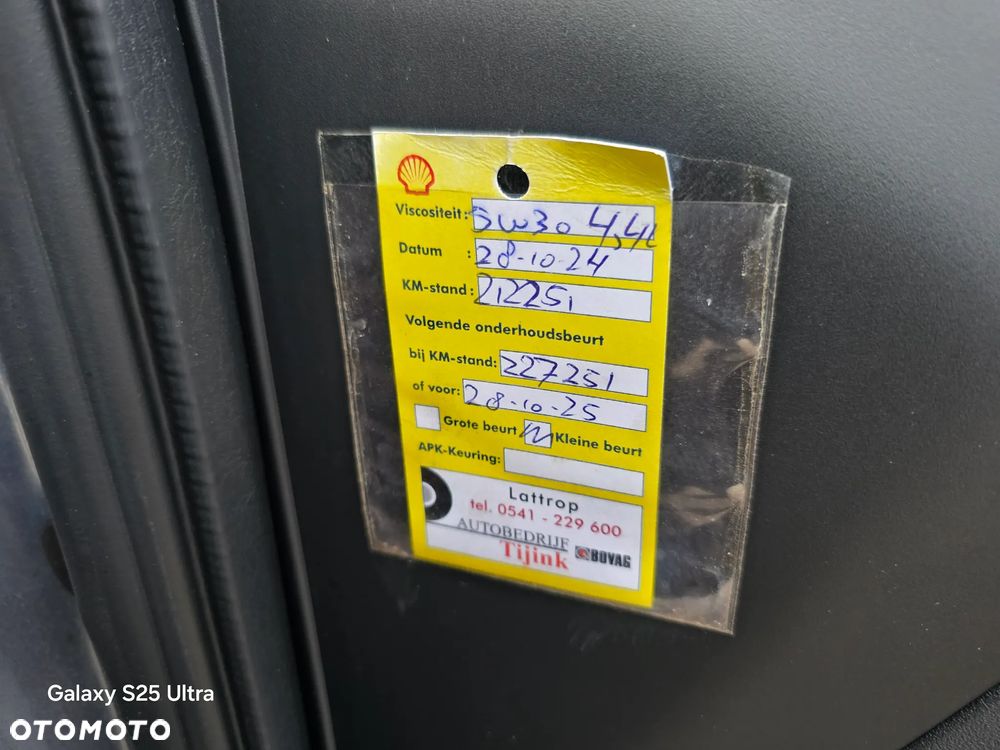 Viscositeit: 5w30 4,4L
Datum : 28-10-24
KM-stand: 212251
Volgende onderhoudsbeurt
bij KM-stand: 227251
of voor: 28-10-25
Grote beurt Kleine beurt
APK-Keuring:
Lattrop
tel. 0541 - 229 600
AUTOBEDRIJF
Tijink BOVAG
Galaxy S25 Ultra
OTOMOTO